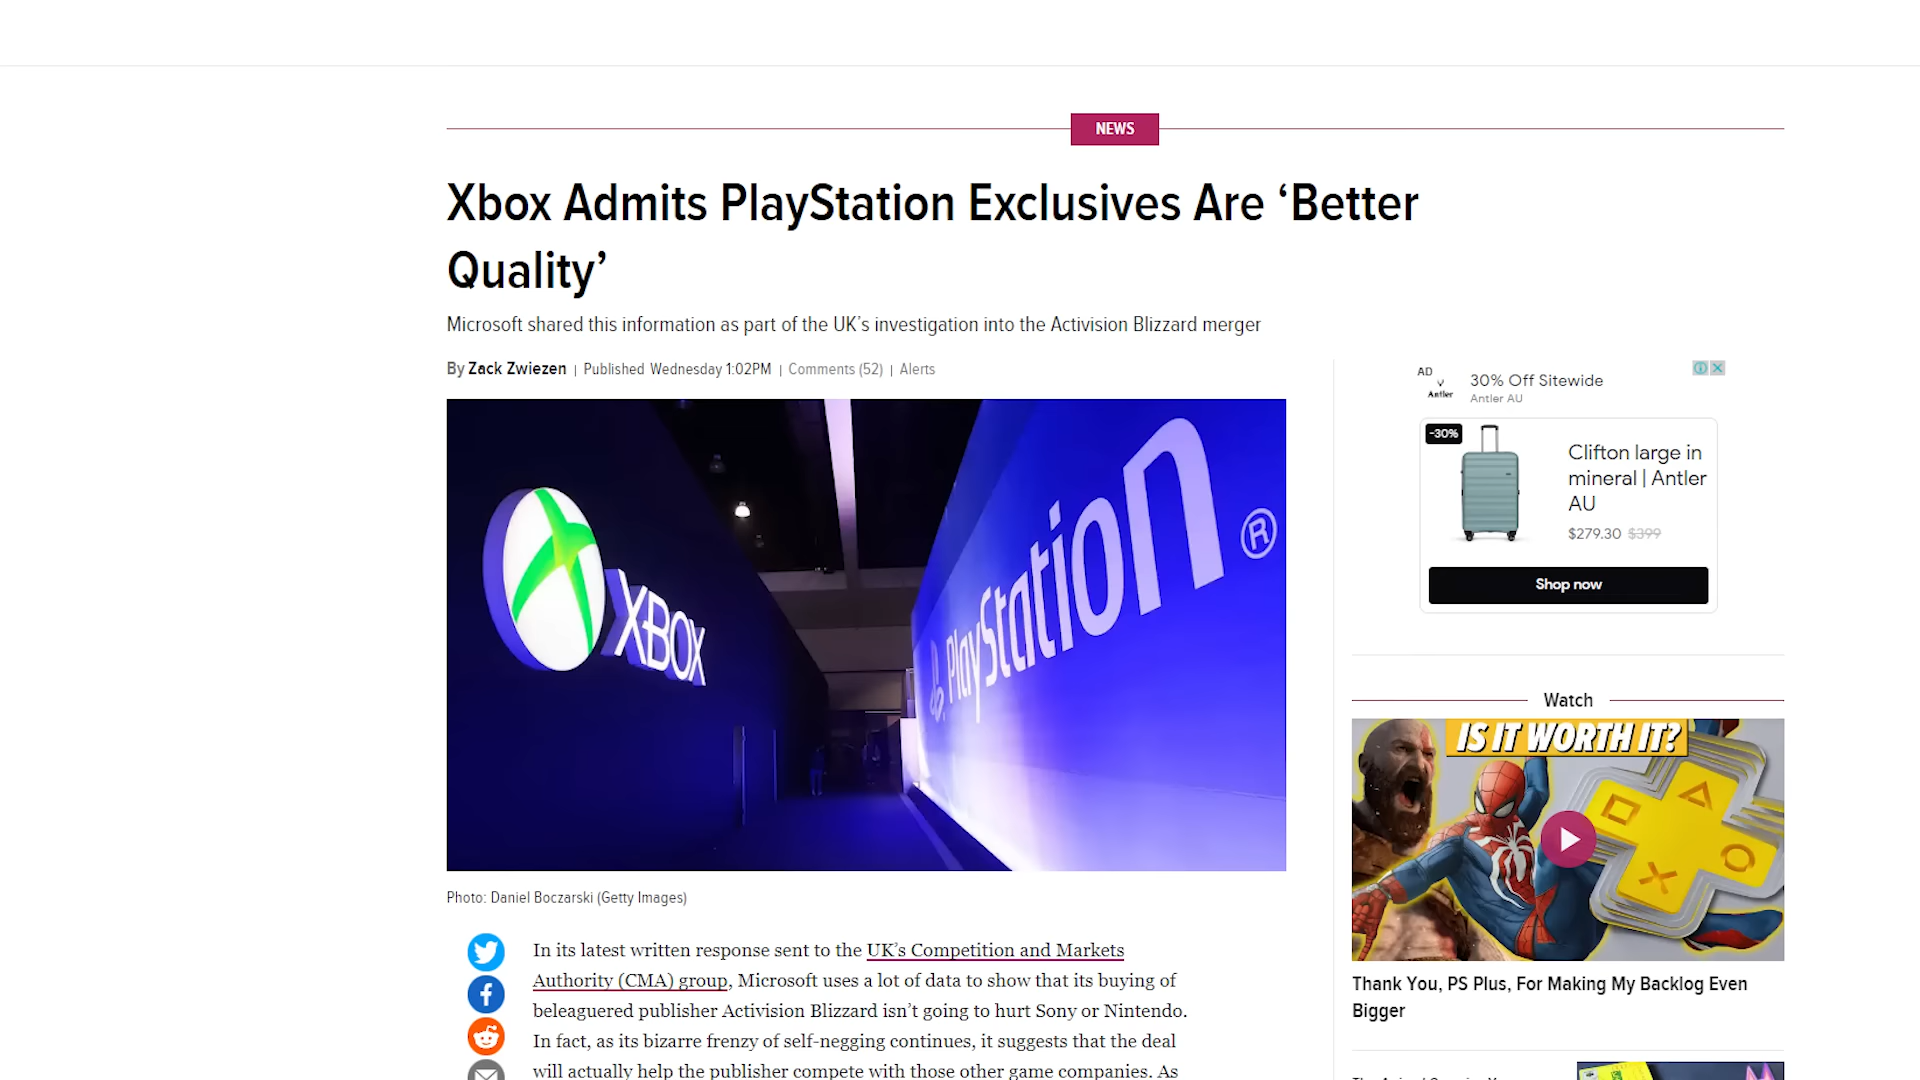 NEWS
Xbox Admits PlayStation Exclusives Are ‘Better
Quality’
Microsoft shared this information as part of the UK’s investigation into the Activision Blizzard merger
By Zack Zwiezen | Published Wednesday 1:02PM | Comments (52) | Alerts
XBOX
PlayStation®
Photo: Daniel Boczarski (Getty Images)
In its latest written response sent to the UK’s Competition and Markets
Authority (CMA) group, Microsoft uses a lot of data to show that its buying of
beleaguered publisher Activision Blizzard isn’t going to hurt Sony or Nintendo.
In fact, as its bizarre frenzy of self-negging continues, it suggests that the deal
will actually help the publisher compete with those other game companies. As
AD
Antler
30% Off Sitewide
Antler AU
-30%
Clifton large in
mineral | Antler
AU
$279.30 $399
Shop now
Watch
IS IT WORTH IT?
Thank You, PS Plus, For Making My Backlog Even
Bigger